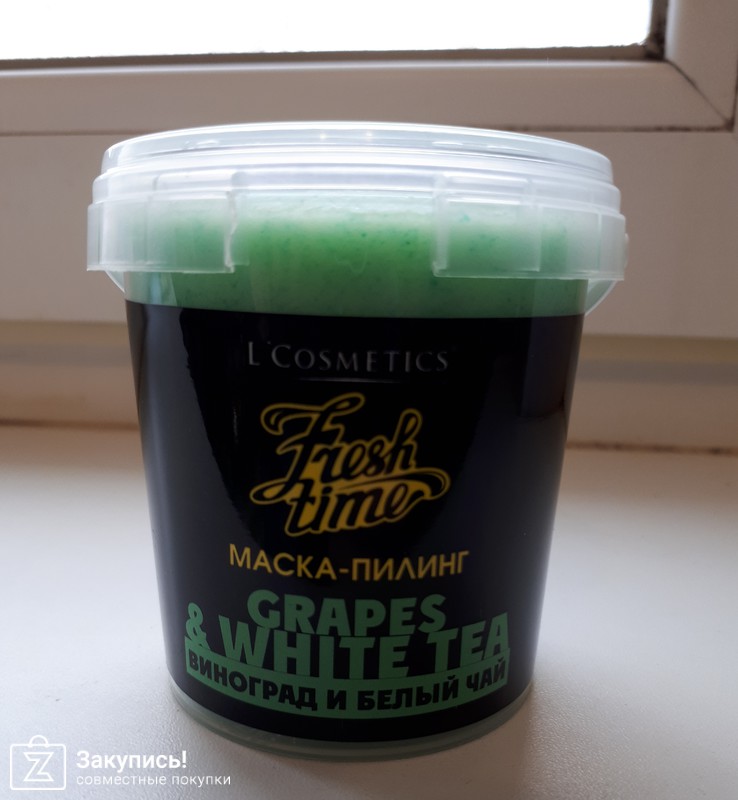 L'COSMETICS
Fresh
time
МАСКА-ПИЛИНГ
GRAPES
& WHITE TEA
ВИНОГРАД И БЕЛЫЙ ЧАЙ
Закупись!
совместные покупки